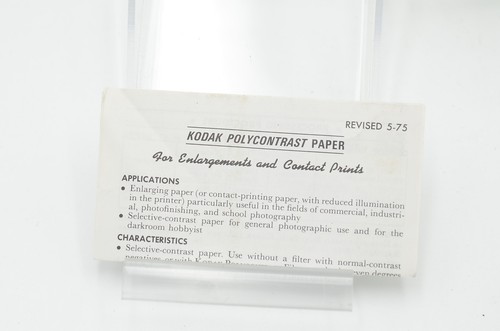 REVISED 5-75
KODAK POLYCONTRAST PAPER
For Enlargements and Contact Prints
APPLICATIONS
• Enlarging paper (or contact-printing paper, with reduced illumination
in the printer) particularly useful in the fields of commercial, industri-
al, photofinishing, and school photography
• Selective-contrast paper for general photographic use and for the
darkroom hobbyist
CHARACTERISTICS
• Selective-contrast paper. Use without a filter with normal-contrast
negatives, or with